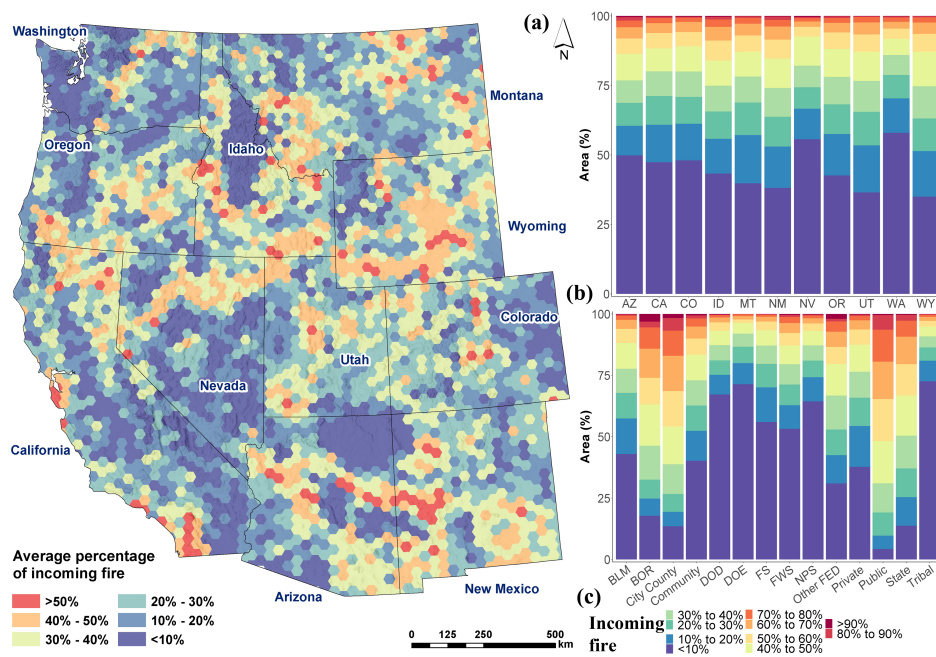 Washington
Oregon
Idaho
Montana
Wyoming
Colorado
Utah
Nevada
California
Arizona
New Mexico
Average percentage
of incoming fire
>50%
40% - 50%
30% - 40%
20% - 30%
10% - 20%
<10%
0 125 250 500
km
(a)
N
100
75
50
25
0
Area (%)
AZ CA CO ID MT NM NV OR UT WA WY
(b)
100
75
50
25
0
Area (%)
BLM BOR City County Community DOD DOE FS FWS NPS Other FED Private Public State Tribal
(c)
Incoming
fire
30% to 40%
20% to 30%
10% to 20%
<10%
70% to 80%
60% to 70%
50% to 60%
40% to 50%
>90%
80% to 90%